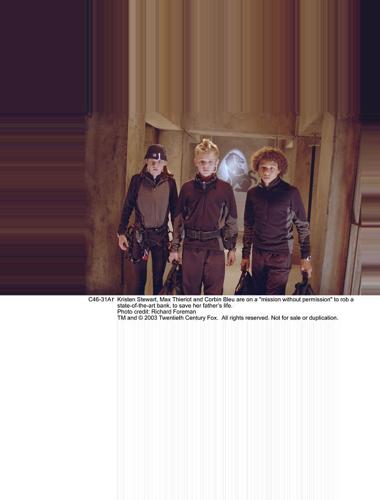 C46-31Ar Kristen Stewart, Max Thieriot and Corbin Bleu are on a "mission without permission" to rob a
state-of-the-art bank, to save her father's life.
Photo credit: Richard Foreman
TM and © 2003 Twentieth Century Fox. All rights reserved. Not for sale or duplication.